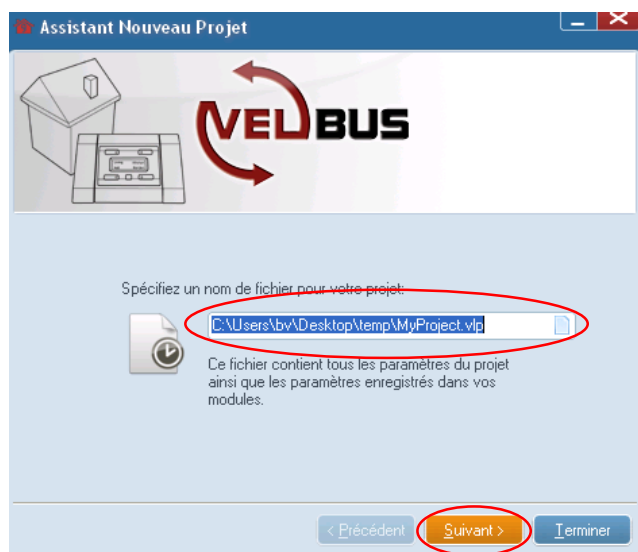 Assistant Nouveau Projet
VELBUS
Spécifiez un nom de fichier pour votre projet:
C:\Users\bv\Desktop\temp\MyProject.vlp
Ce fichier contient tous les paramètres du projet
ainsi que les paramètres enregistrés dans vos
modules.
< Précédent Suivant > Terminer